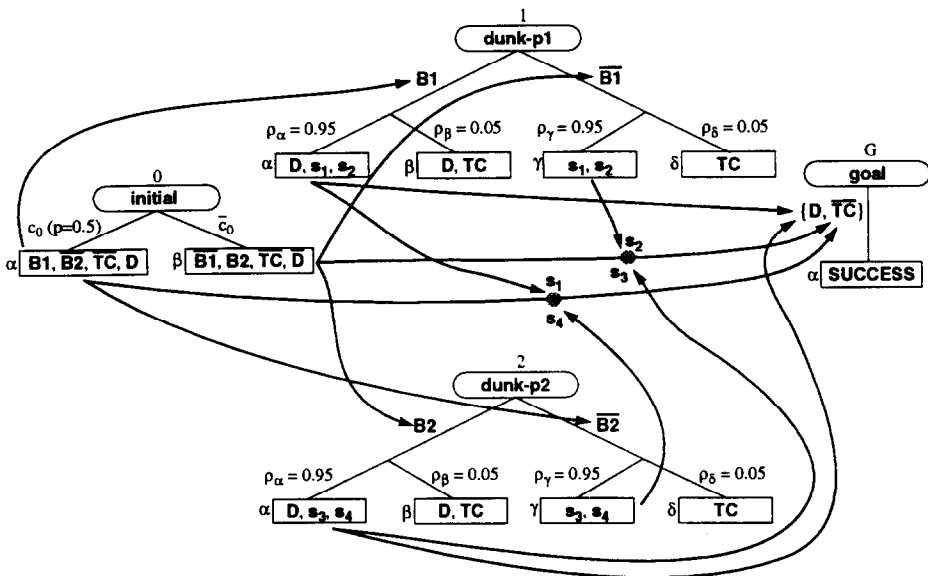 1
dunk-p1
B1
B1̅
ρα = 0.95
ρβ = 0.05
ργ = 0.95
ρδ = 0.05
α D, s1, s2
β D, TC
γ s1, s2
δ TC
G
goal
0
initial
{D, T̅C̅}
c0 (p=0.5)
c̅0
α B1, B̅2̅, T̅C̅, D
β B̅1̅, B2, T̅C̅, D̅
s2
s3
α SUCCESS
s1
s4
2
dunk-p2
B2
B̅2̅
ρα = 0.95
ρβ = 0.05
ργ = 0.95
ρδ = 0.05
α D, s3, s4
β D, TC
γ s3, s4
δ TC